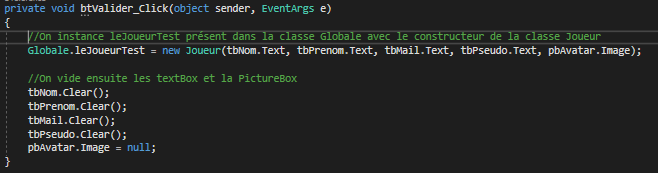 private void btValider_Click(object sender, EventArgs e)
{
//On instance leJoueurTest présent dans la classe Globale avec le constructeur de la classe Joueur
Globale.leJoueurTest = new Joueur(tbNom.Text, tbPrenom.Text, tbMail.Text, tbPseudo.Text, pbAvatar.Image);
//On vide ensuite les textBox et la PictureBox
tbNom.Clear();
tbPrenom.Clear();
tbMail.Clear();
tbPseudo.Clear();
pbAvatar.Image = null;
}